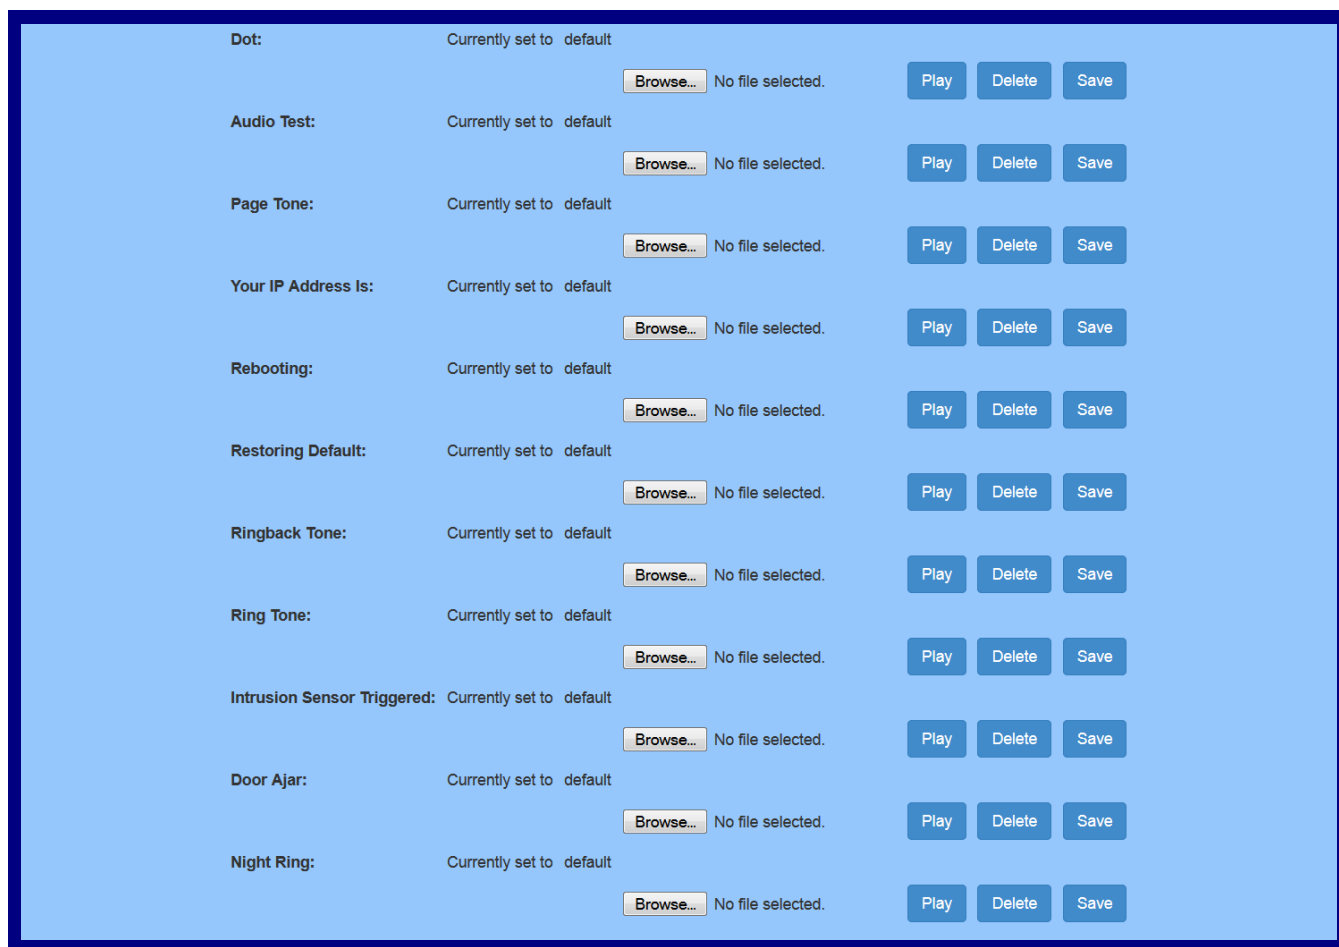 Dot: Currently set to default
Browse... No file selected. Play Delete Save
Audio Test: Currently set to default
Browse... No file selected. Play Delete Save
Page Tone: Currently set to default
Browse... No file selected. Play Delete Save
Your IP Address Is: Currently set to default
Browse... No file selected. Play Delete Save
Rebooting: Currently set to default
Browse... No file selected. Play Delete Save
Restoring Default: Currently set to default
Browse... No file selected. Play Delete Save
Ringback Tone: Currently set to default
Browse... No file selected. Play Delete Save
Ring Tone: Currently set to default
Browse... No file selected. Play Delete Save
Intrusion Sensor Triggered: Currently set to default
Browse... No file selected. Play Delete Save
Door Ajar: Currently set to default
Browse... No file selected. Play Delete Save
Night Ring: Currently set to default
Browse... No file selected. Play Delete Save